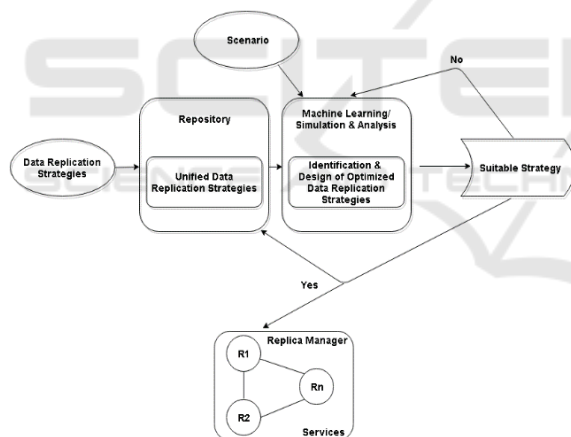 Scenario
No
Repository
Machine Learning/
Simulation & Analysis
Data Replication
Strategies
Unified Data
Replication Strategies
Identification &
Design of Optimized
Data Replication
Strategies
Suitable Strategy
Yes
Replica Manager
R1
Rn
R2
Services